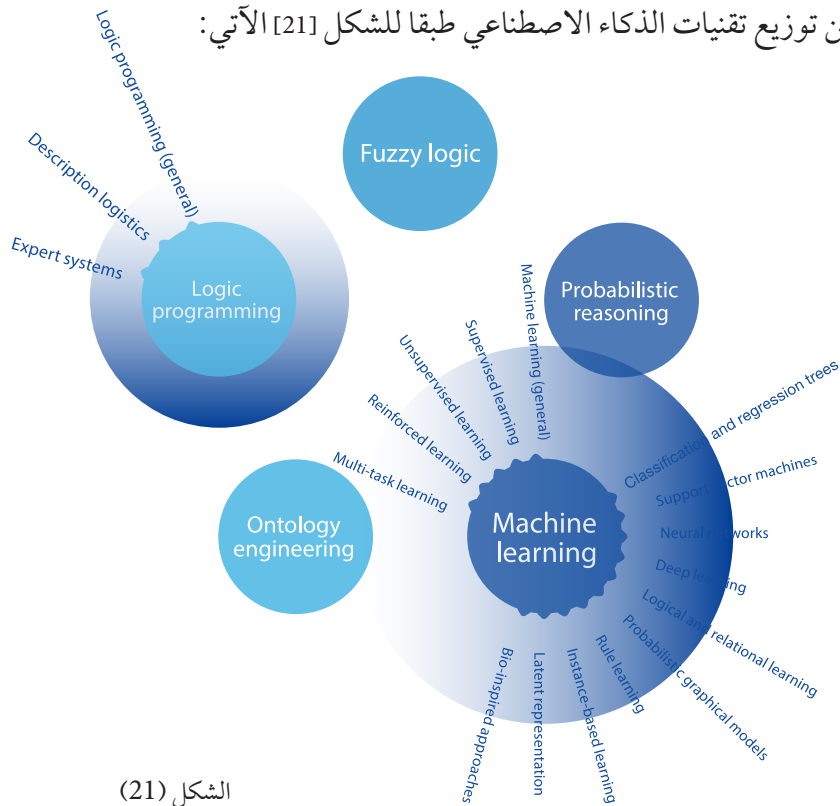 ن توزيع تقنيات الذكاء الاصطناعي طبقا للشكل [21] الآتي:
Logic programming (general)
Description logistics
Expert systems
Logic
programming
Fuzzy logic
Probabilistic
reasoning
Machine learning (general)
Supervised learning
Unsupervised learning
Reinforced learning
Multi-task learning
Ontology
engineering
Machine
learning
Classification and regression trees
Support vector machines
Neural networks
Deep learning
Logical and relational learning
Probabilistic graphical models
Rule learning
Instance-based learning
Latent representation
Bio-inspired approaches
الشكل (21)